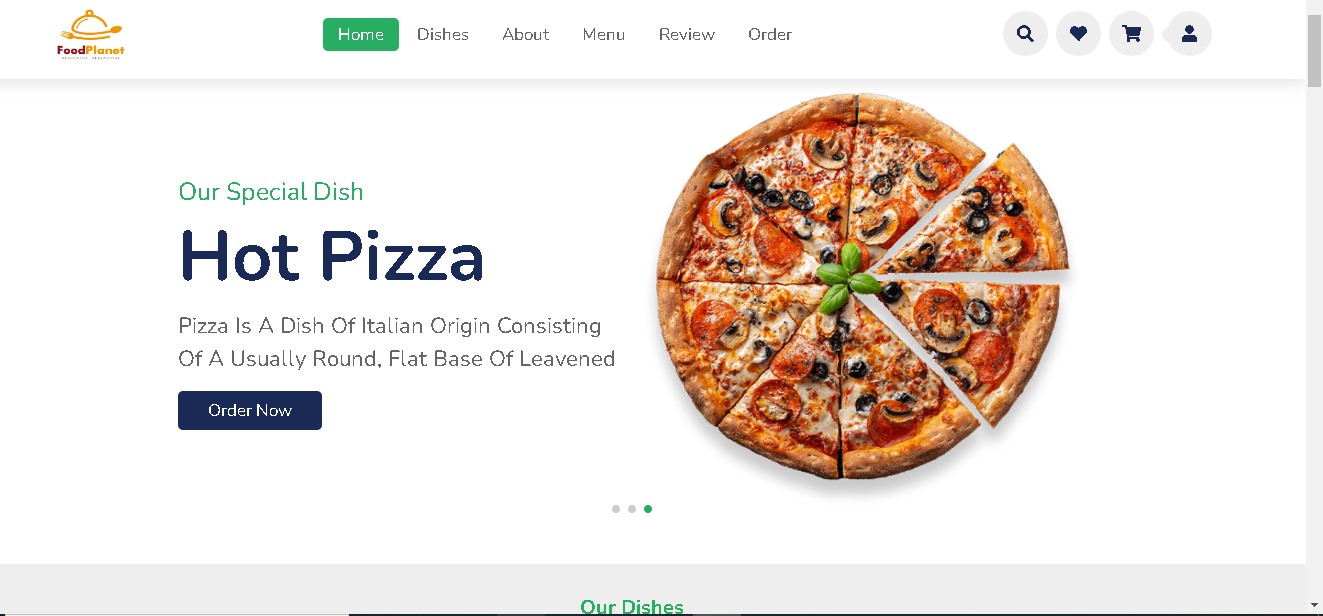 FoodPlanet
Home Dishes About Menu Review Order
Our Special Dish
Hot Pizza
Pizza Is A Dish Of Italian Origin Consisting
Of A Usually Round, Flat Base Of Leavened
Order Now
Our Dishes